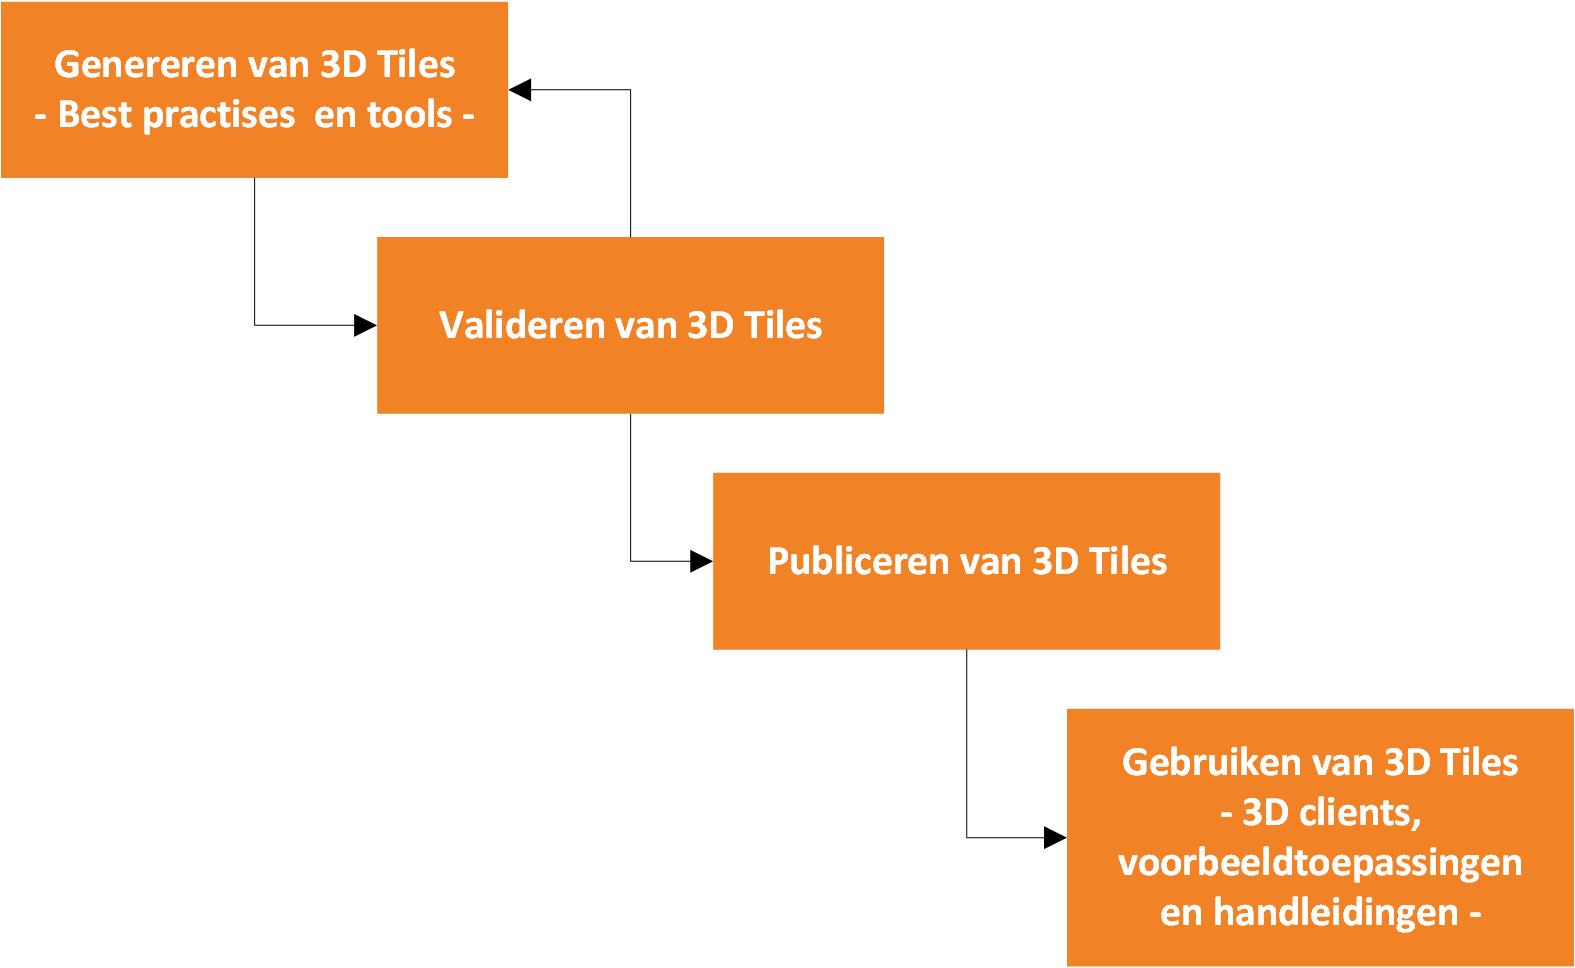 Genereren van 3D Tiles
- Best practises  en tools -
Valideren van 3D Tiles
Publiceren van 3D Tiles
Gebruiken van 3D Tiles
- 3D clients,
voorbeeldtoepassingen
en handleidingen -